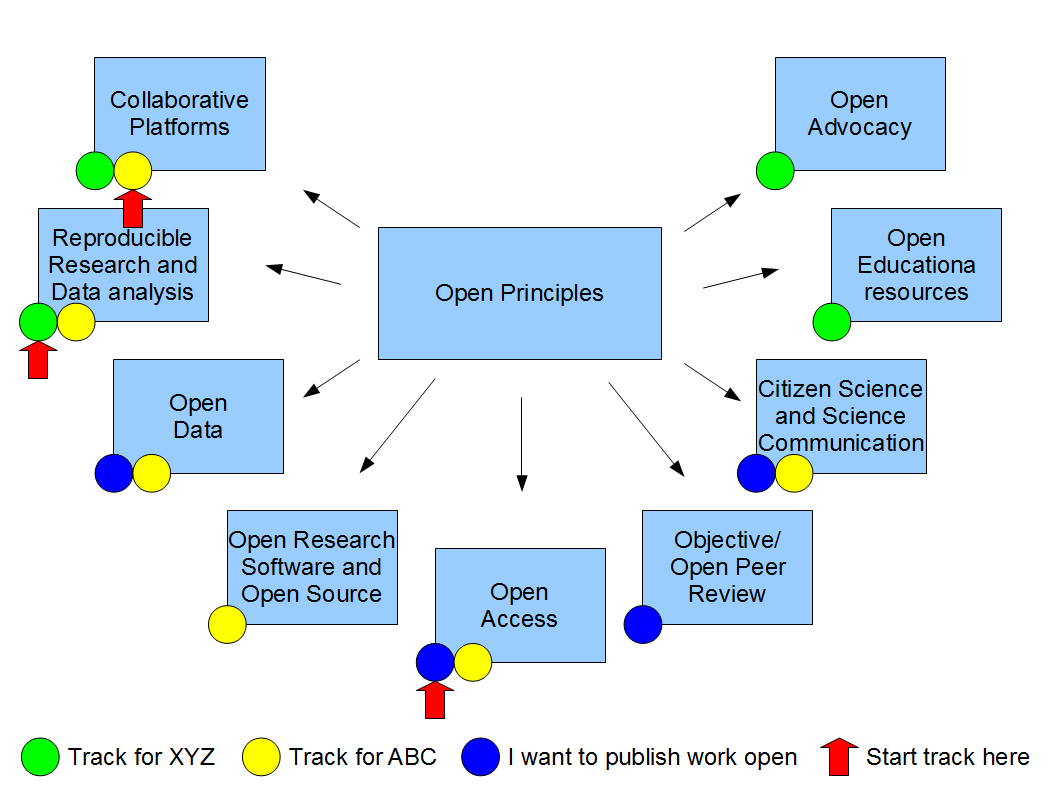 Collaborative
Platforms
Open
Advocacy
Reproducible
Research and
Data analysis
Open Principles
Open
Educationa
resources
Open
Data
Citizen Science
and Science
Communication
Open Research
Software and
Open Source
Open
Access
Objective/
Open Peer
Review
Track for XYZ
Track for ABC
I want to publish work open
Start track here